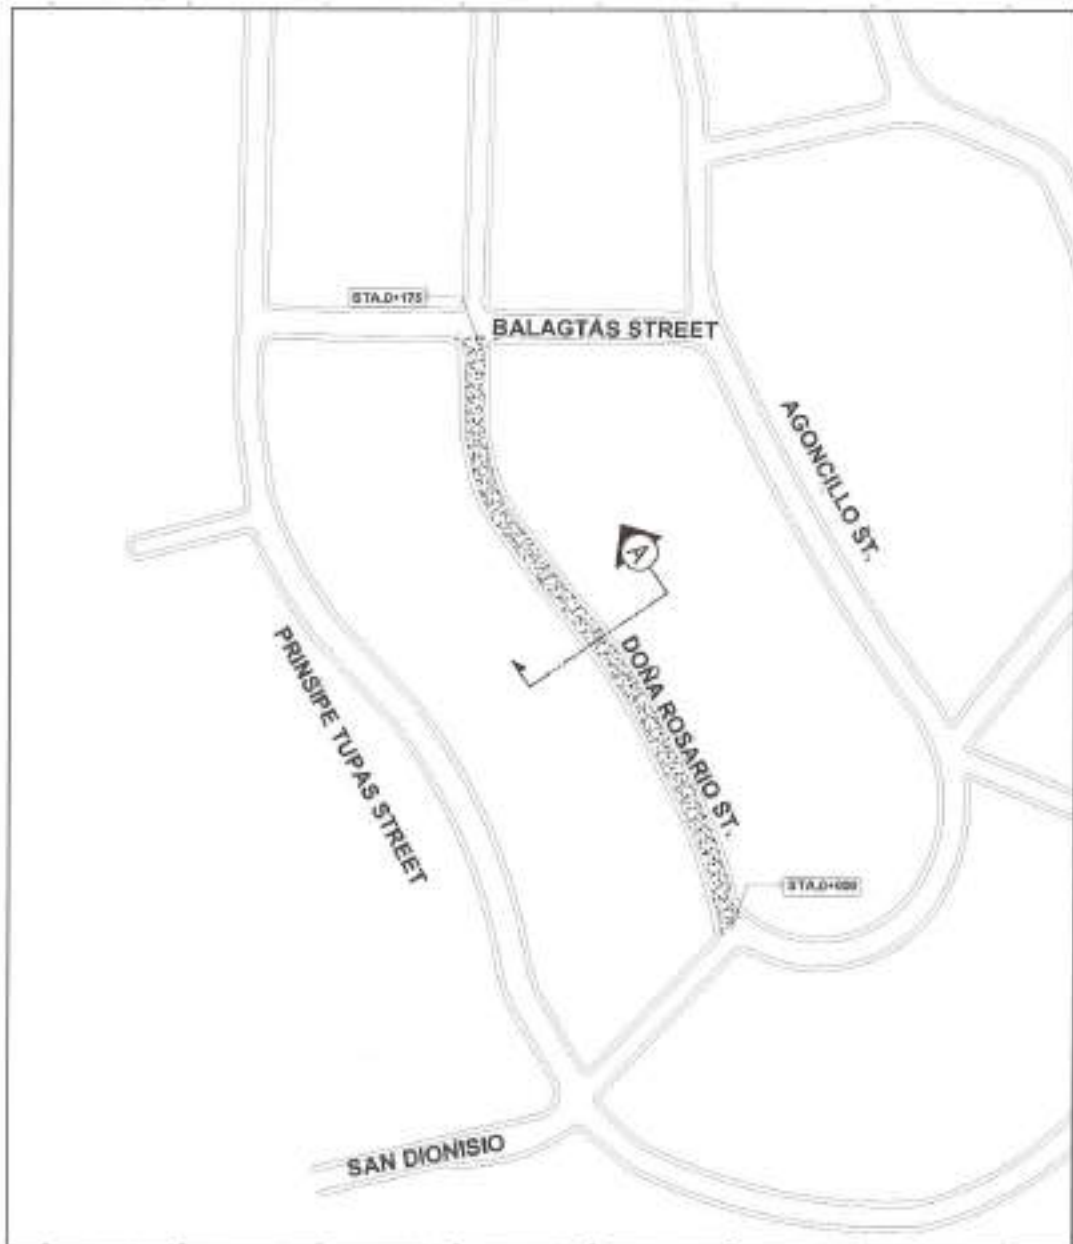 STA.0+175
BALAGTAS STREET
AGONCILLO ST.
A
DOÑA ROSARIO ST.
PRINSIPE TUPAS STREET
STA.0+000
SAN DIONISIO